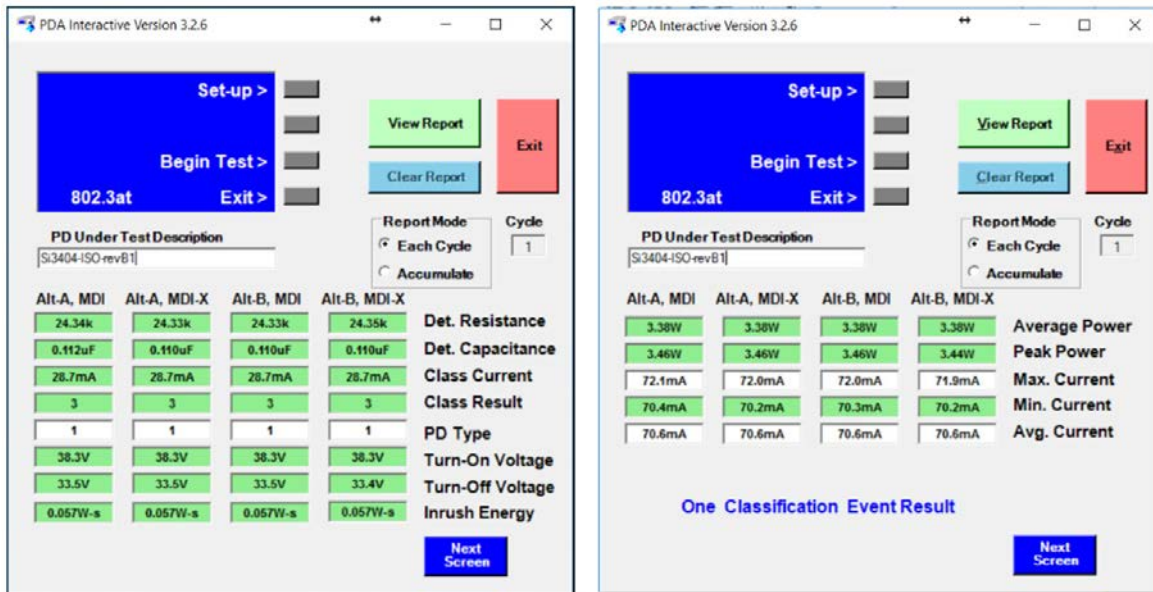 PDA Interactive Version 3.2.6
Set-up >
Begin Test >
802.3at Exit >
View Report
Clear Report
Exit
PD Under Test Description
Si3404-ISO-revB1
Report Mode
Each Cycle
Accumulate
Cycle
1
Alt-A, MDI Alt-A, MDI-X Alt-B, MDI Alt-B, MDI-X
24.34k 24.33k 24.33k 24.35k Det. Resistance
0.112uF 0.110uF 0.110uF 0.110uF Det. Capacitance
28.7mA 28.7mA 28.7mA 28.7mA Class Current
3 3 3 3 Class Result
1 1 1 1 PD Type
38.3V 38.3V 38.3V 38.3V Turn-On Voltage
33.5V 33.5V 33.5V 33.4V Turn-Off Voltage
0.057W-s 0.057W-s 0.057W-s 0.057W-s Inrush Energy
Next
Screen
PDA Interactive Version 3.2.6
Set-up >
Begin Test >
802.3at Exit >
View Report
Clear Report
Exit
PD Under Test Description
Si3404-ISO-revB1
Report Mode
Each Cycle
Accumulate
Cycle
1
Alt-A, MDI Alt-A, MDI-X Alt-B, MDI Alt-B, MDI-X
3.38W 3.38W 3.38W 3.38W Average Power
3.46W 3.46W 3.46W 3.44W Peak Power
72.1mA 72.0mA 72.0mA 71.9mA Max. Current
70.4mA 70.2mA 70.3mA 70.2mA Min. Current
70.6mA 70.6mA 70.6mA 70.6mA Avg. Current
One Classification Event Result
Next
Screen